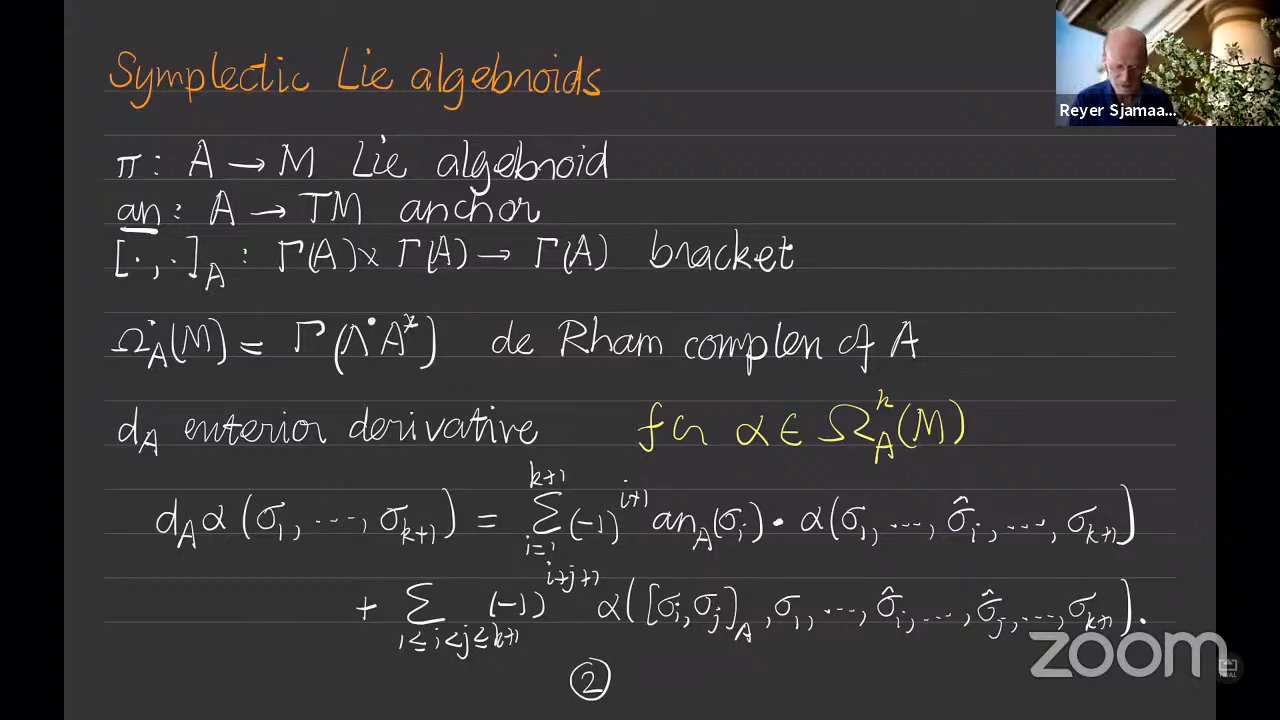 Symplectic Lie algebroids
Reyer Sjamaa...
π : A → M Lie algebroid
an : A → TM anchor
[·,·]_A : Γ(A) × Γ(A) → Γ(A) bracket
Ω^•_A(M) = Γ(Λ^•A*) de Rham complex of A
d_A exterior derivative for α ∈ Ω^k_A(M)
d_Aα(σ_1, ..., σ_{k+1}) = Σ_{i=1}^{k+1} (-1)^{i+1} an_A(σ_i) · α(σ_1, ..., σ̂_i, ..., σ_{k+1})
+ Σ_{1≤i<j≤k+1} (-1)^{i+j+1} α([σ_i, σ_j]_A, σ_1, ..., σ̂_i, ..., σ̂_j, ..., σ_{k+1}).
zoom
②